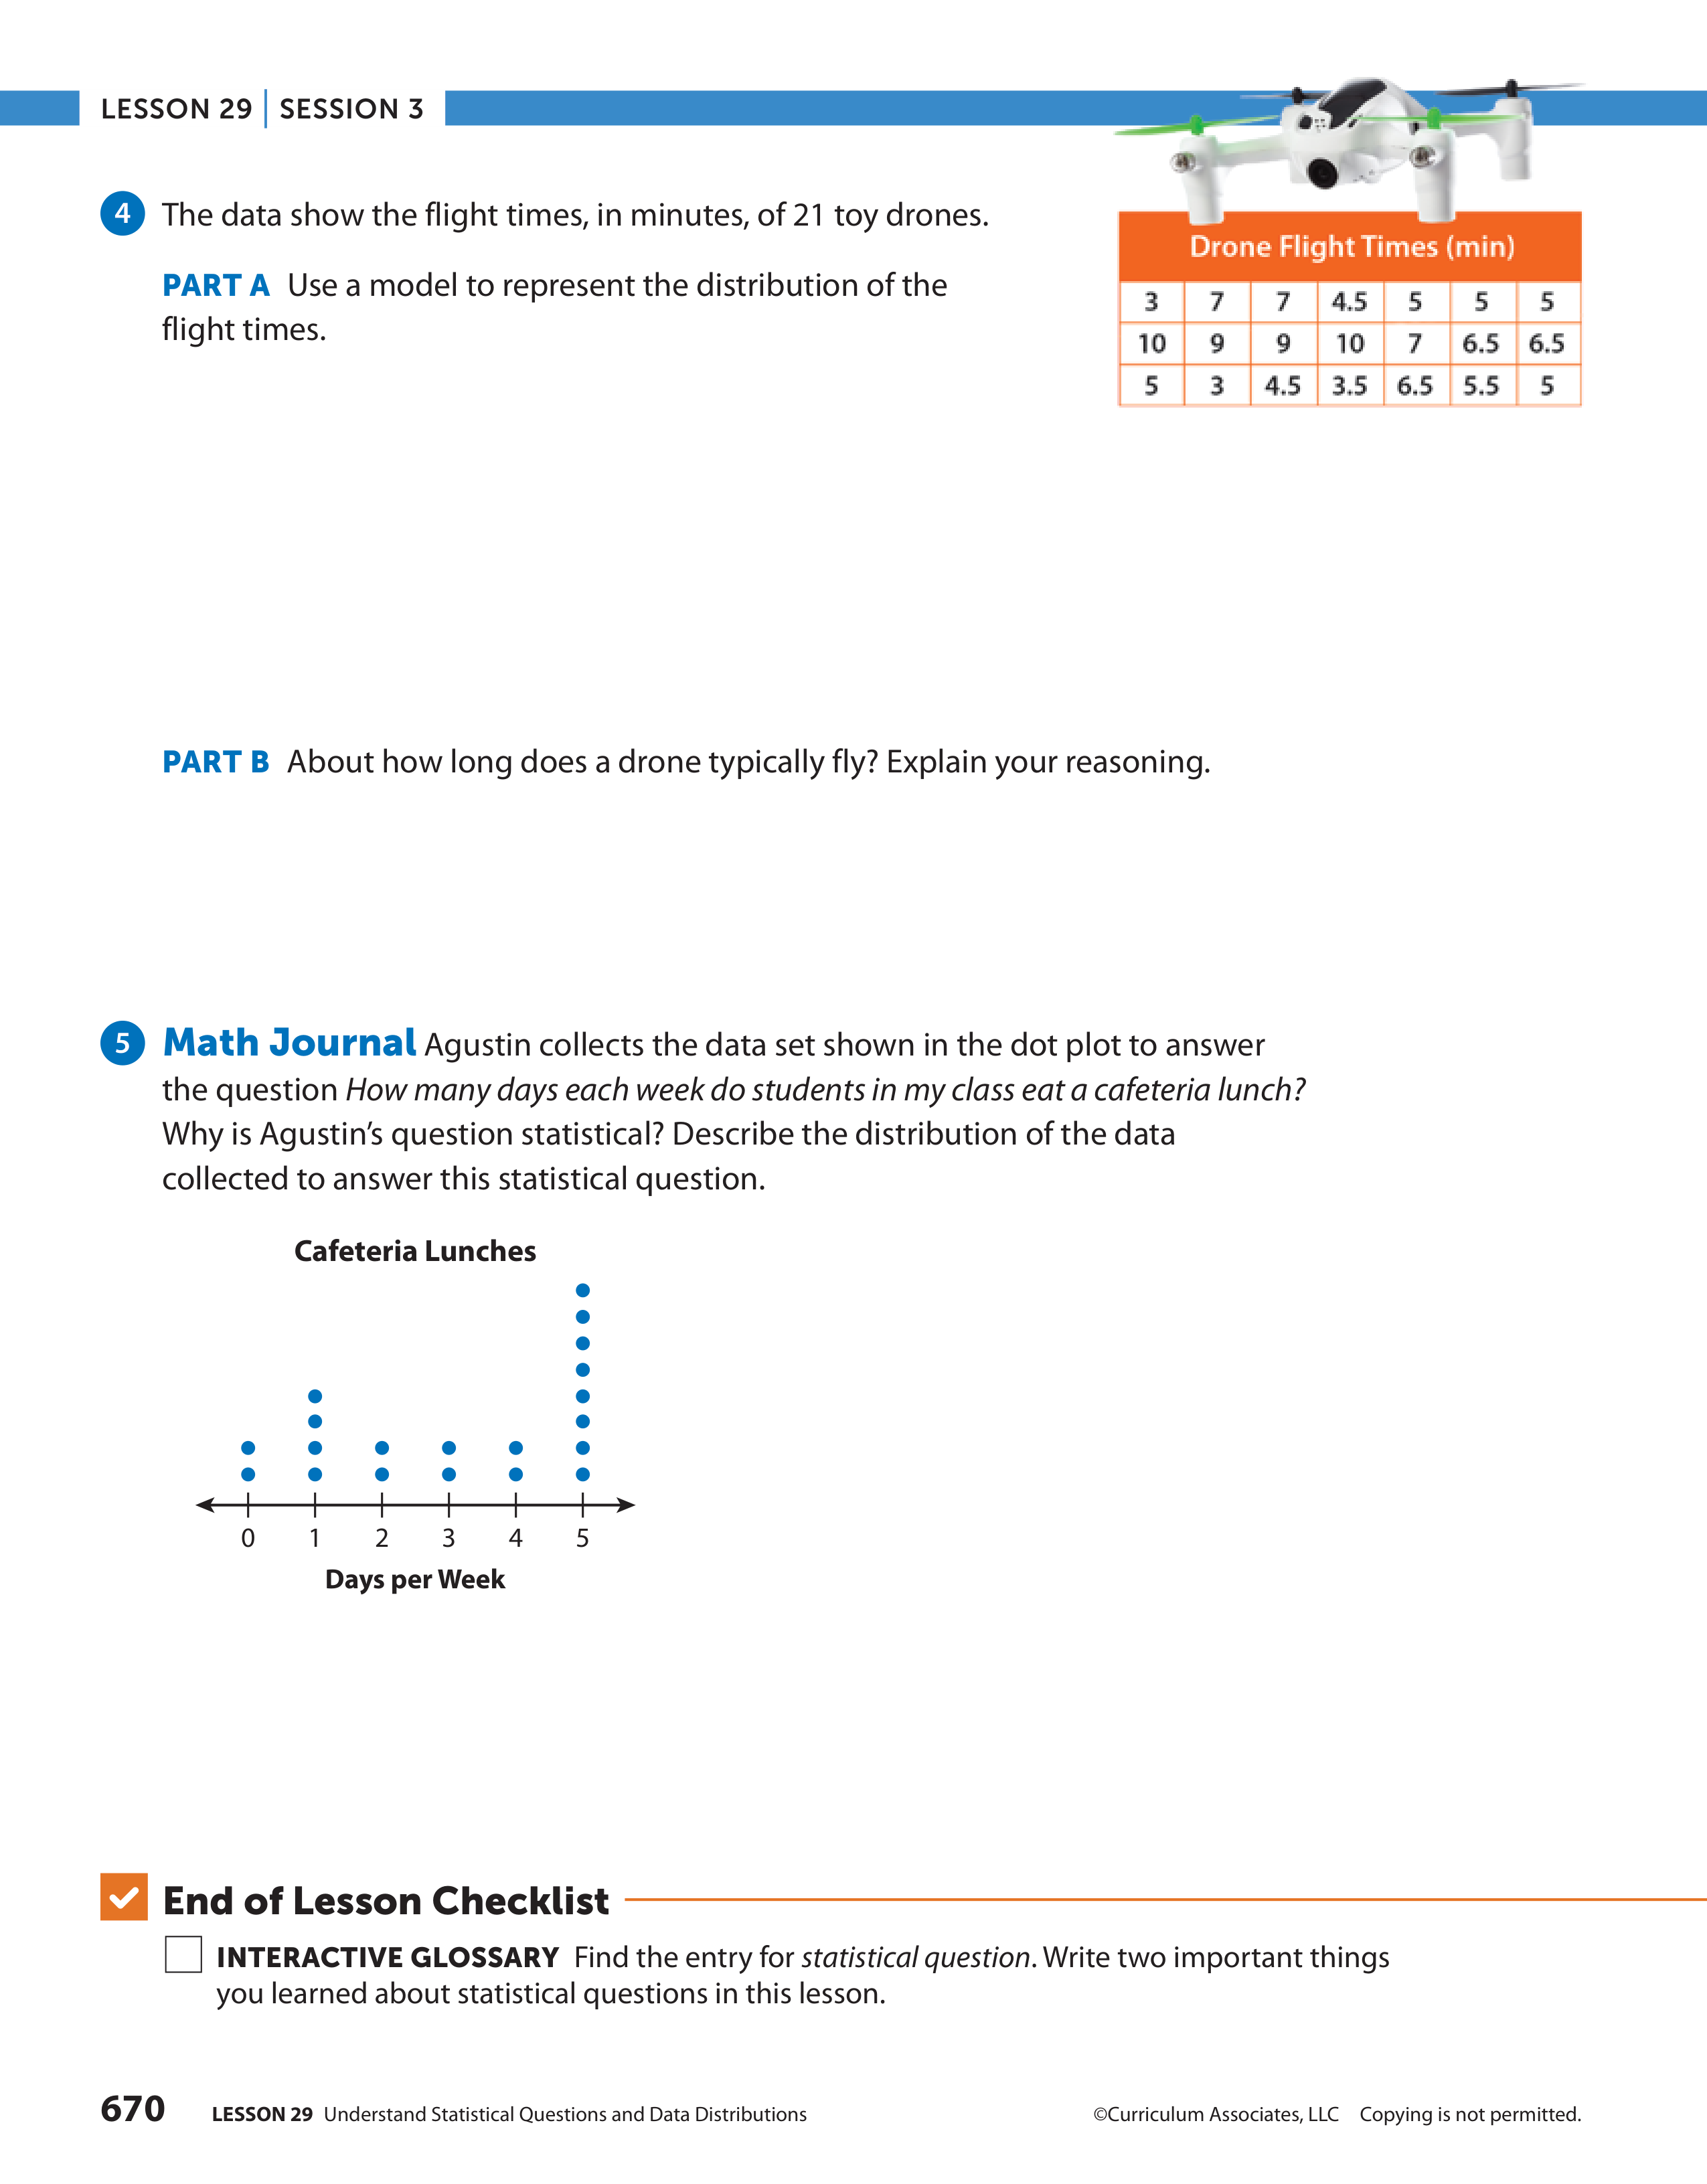 LESSON 29 | SESSION 3
4 The data show the flight times, in minutes, of 21 toy drones.
PART A Use a model to represent the distribution of the
flight times.
Drone Flight Times (min)
3 7 7 4.5 5 5 5
10 9 9 10 7 6.5 6.5
5 3 4.5 3.5 6.5 5.5 5
PART B About how long does a drone typically fly? Explain your reasoning.
5 Math Journal Agustin collects the data set shown in the dot plot to answer
the question How many days each week do students in my class eat a cafeteria lunch?
Why is Agustin’s question statistical? Describe the distribution of the data
collected to answer this statistical question.
Cafeteria Lunches
0 1 2 3 4 5
Days per Week
End of Lesson Checklist
INTERACTIVE GLOSSARY Find the entry for statistical question. Write two important things
you learned about statistical questions in this lesson.
670 LESSON 29 Understand Statistical Questions and Data Distributions ©Curriculum Associates, LLC Copying is not permitted.